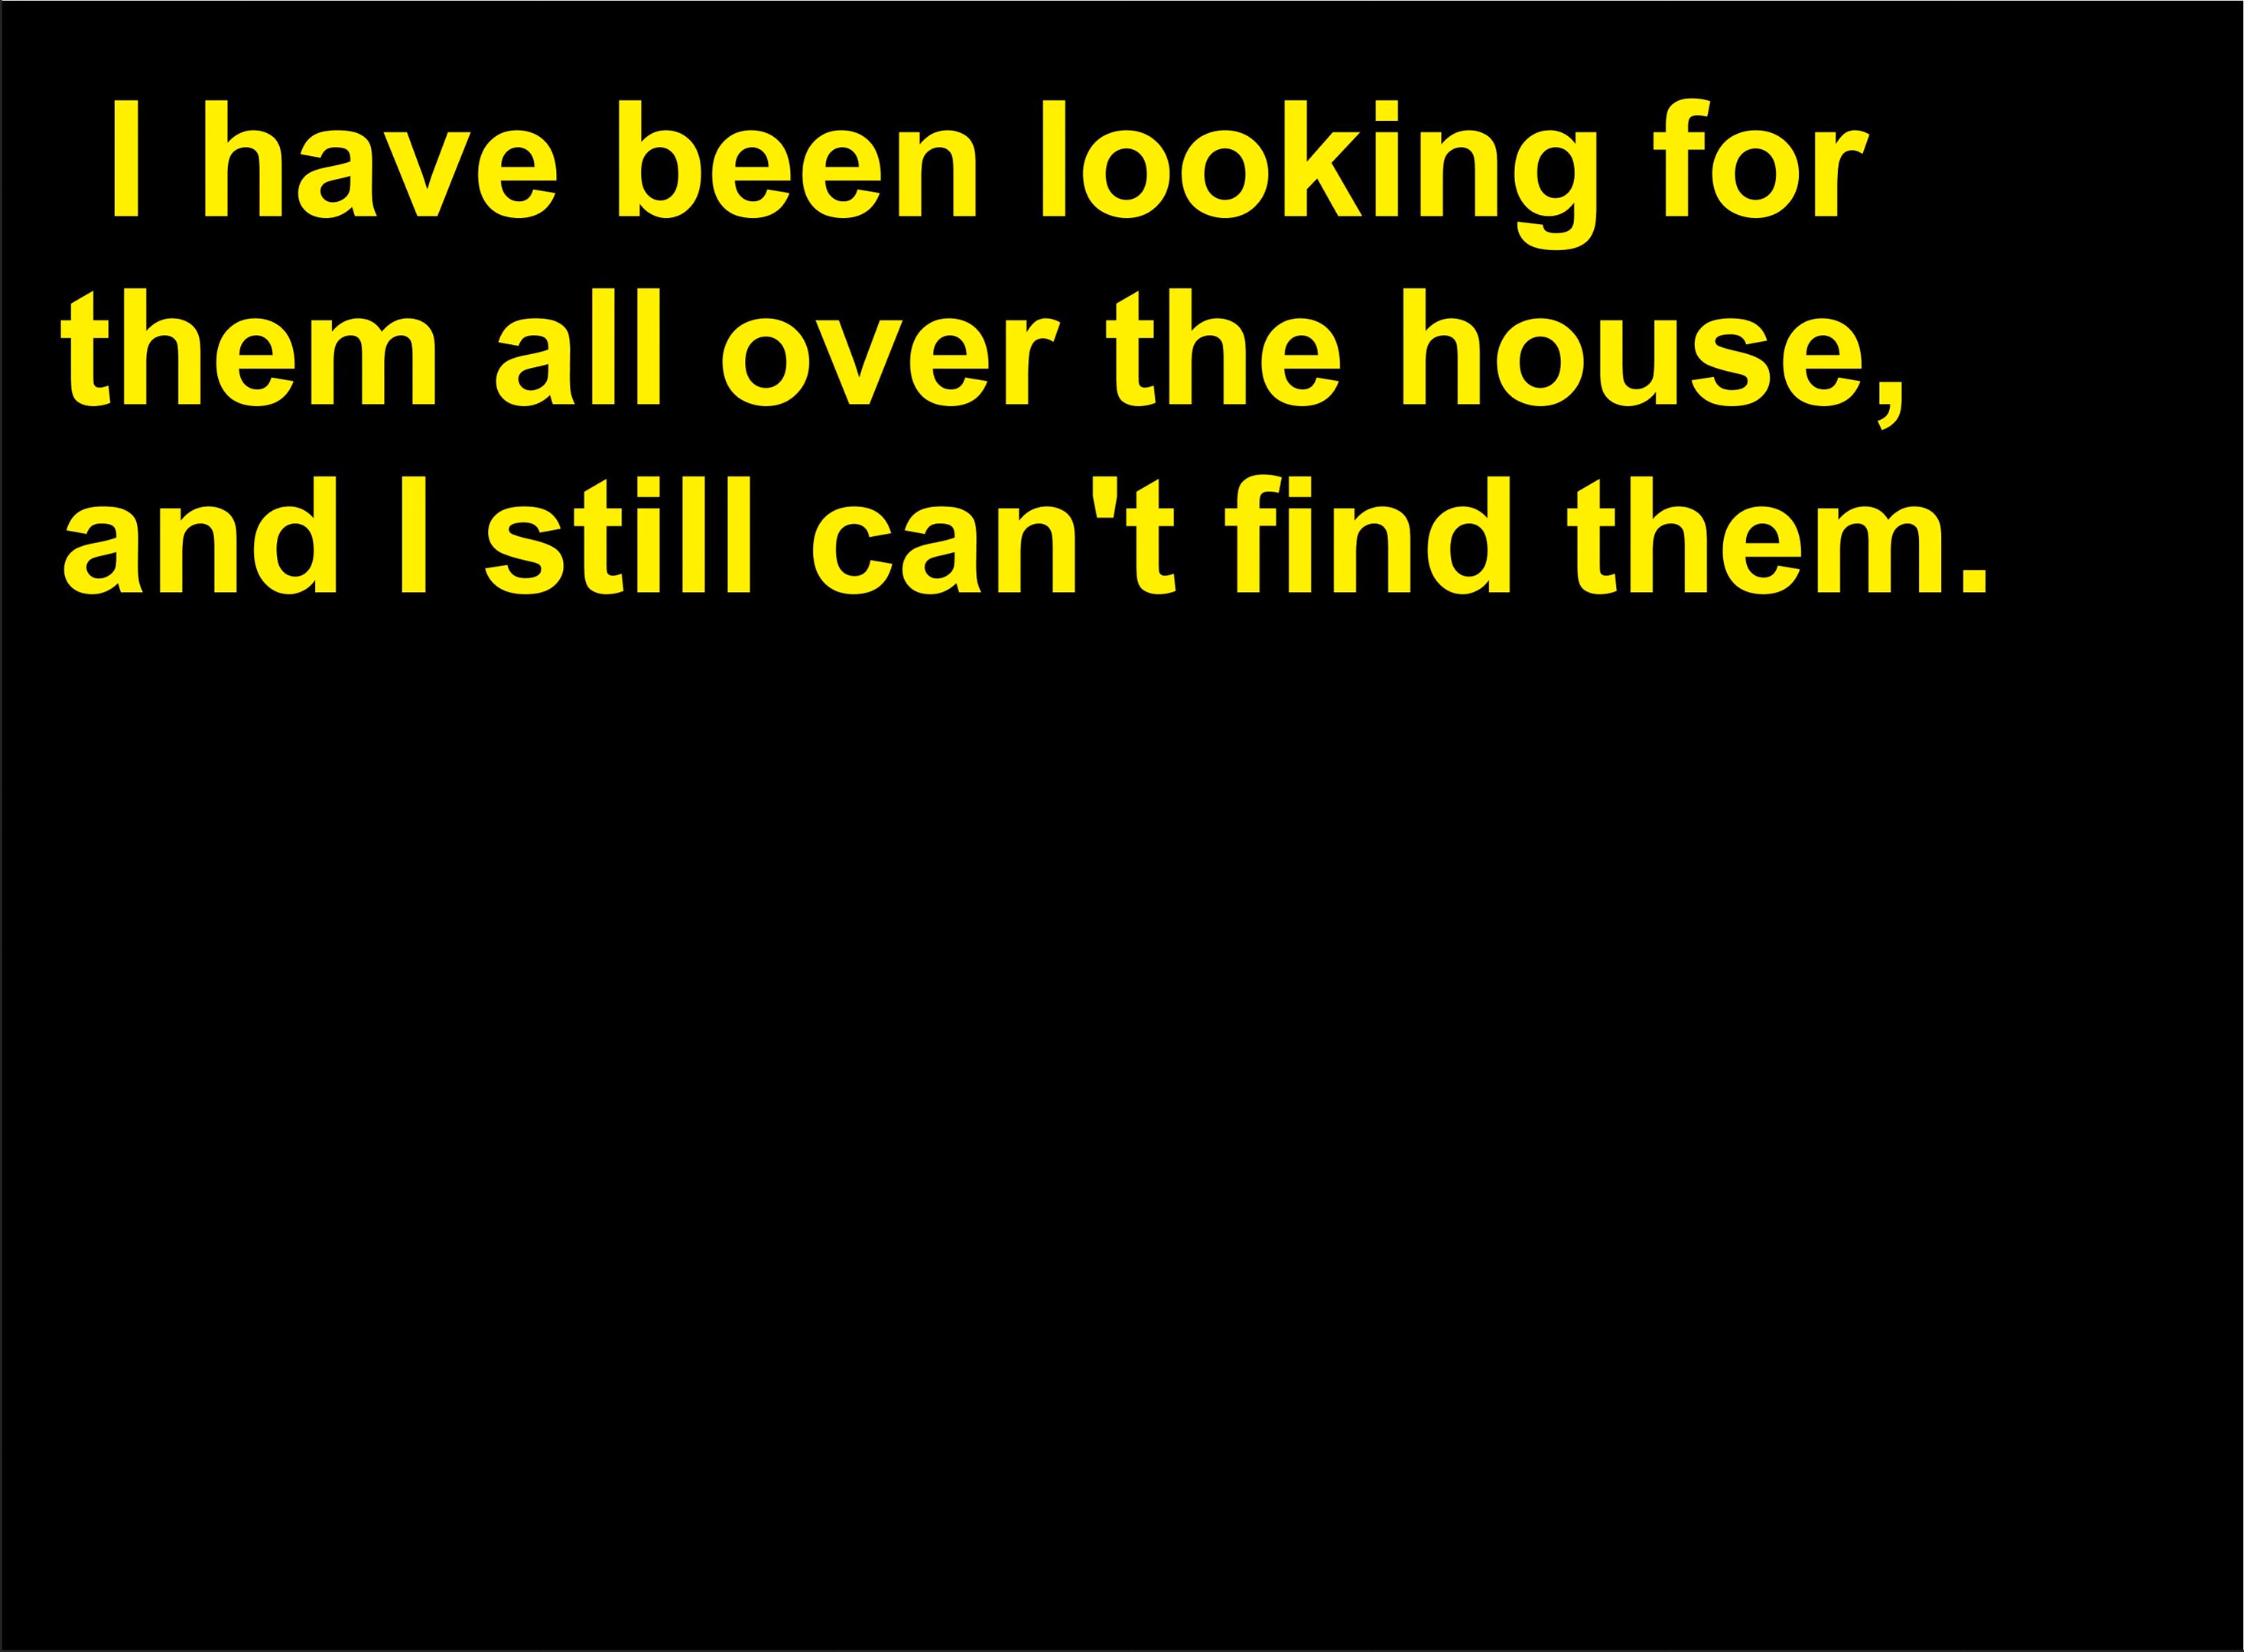 I have been looking for
them all over the house,
and I still can't find them.